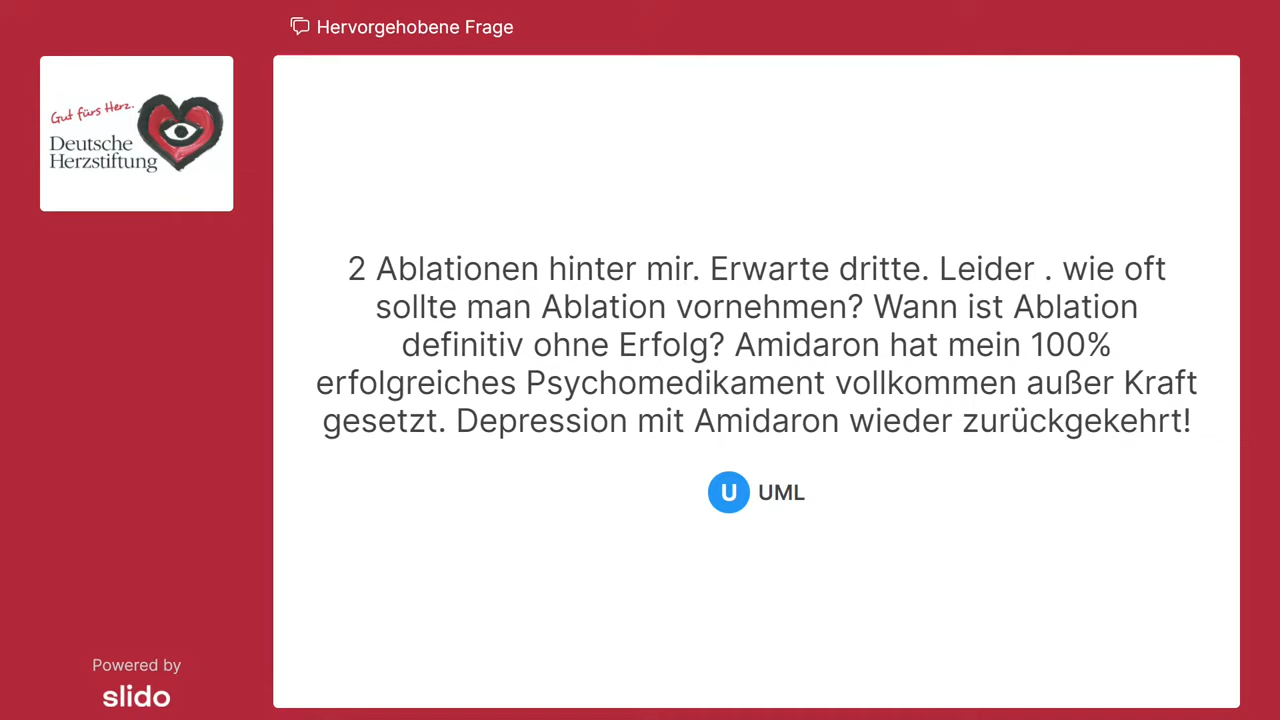 Hervorgehobene Frage
Gut fürs Herz.
Deutsche
Herzstiftung
2 Ablationen hinter mir. Erwarte dritte. Leider . wie oft
sollte man Ablation vornehmen? Wann ist Ablation
definitiv ohne Erfolg? Amidaron hat mein 100%
erfolgreiches Psychomedikament vollkommen außer Kraft
gesetzt. Depression mit Amidaron wieder zurückgekehrt!
U UML
Powered by
slido